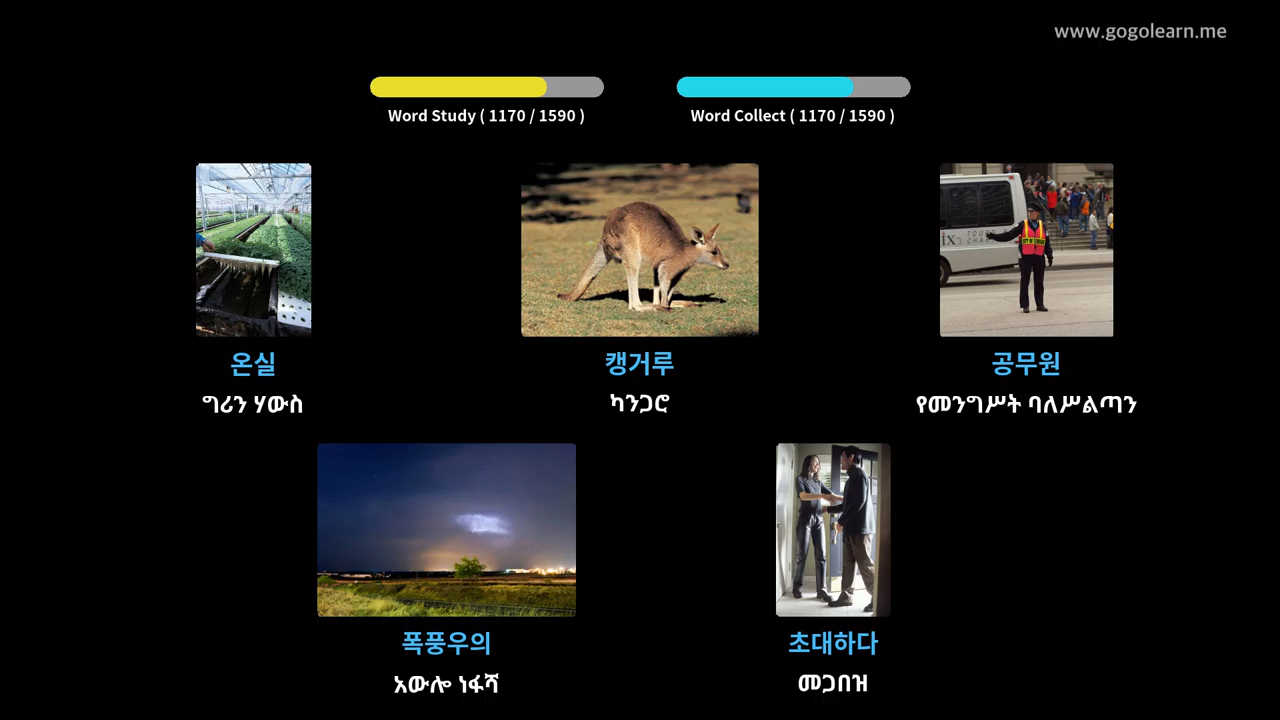 www.gogolearn.me
Word Study ( 1170 / 1590 )
Word Collect ( 1170 / 1590 )
온실
캥거루
공무원
ግሪን ሃውስ
ካንጋሮ
የመንግሥት ባለሥልጣን
폭풍우의
초대하다
አውሎ ነፋሻ
መጋበዝ